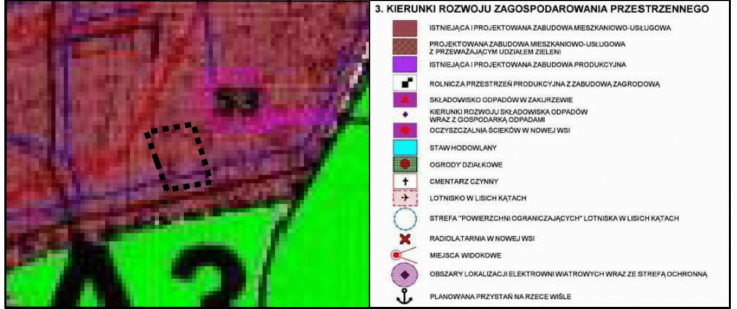 3. KIERUNKI ROZWOJU ZAGOSPODAROWANIA PRZESTRZENNEGO
ISTNIEJĄCA I PROJEKTOWANA ZABUDOWA MIESZKANIOWO-USŁUGOWA
PROJEKTOWANA ZABUDOWA MIESZKANIOWO-USŁUGOWA
Z PRZEWAŻAJĄCYM UDZIAŁEM ZIELENI
ISTNIEJĄCA I PROJEKTOWANA ZABUDOWA PRODUKCYJNA
ROLNICZA PRZESTRZEŃ PRODUKCYJNA Z ZABUDOWĄ ZAGRODOWĄ
SKŁADOWISKO ODPADÓW W ZAKURZEWIE
KIERUNKI ROZWOJU SKŁADOWISKA ODPADÓW
WRAZ Z GOSPODARKĄ ODPADAMI
OCZYSZCZALNIA ŚCIEKÓW W NOWEJ WSI
STAW HODOWLANY
OGRODY DZIAŁKOWE
CMENTARZ CZYNNY
LOTNISKO W LISICH KĄTACH
STREFA "POWIERZCHNI OGRANICZAJĄCYCH" LOTNISKA W LISICH KĄTACH
RADIOLATARNIA W NOWEJ WSI
MIEJSCA WIDOKOWE
OBSZARY LOKALIZACJI ELEKTROWNI WIATROWYCH WRAZ ZE STREFĄ OCHRONNĄ
PLANOWANA PRZYSTAŃ NA RZECE WIŚLE
A 2